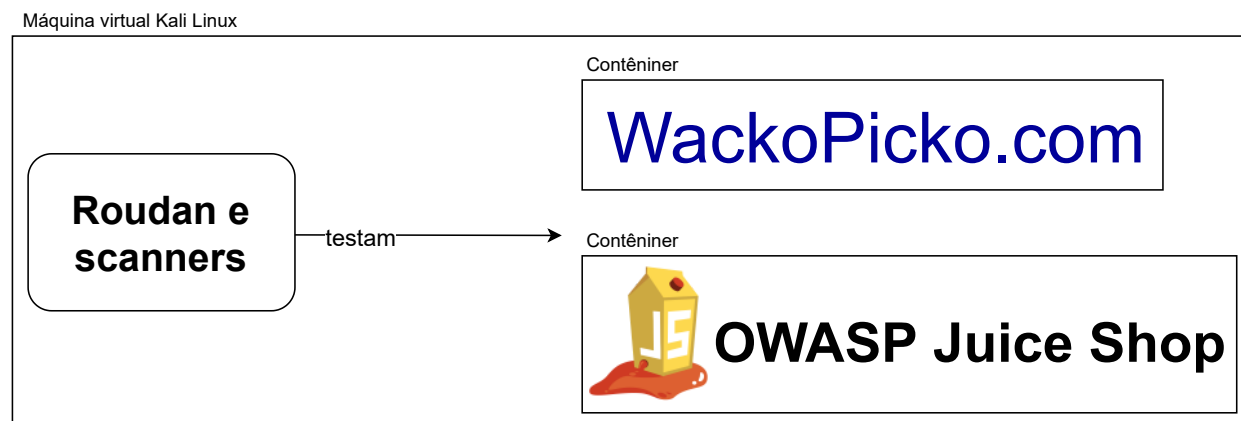 Máquina virtual Kali Linux
Contêniner
WackoPicko.com
Roudan e
scanners
testam
Contêniner
JS
OWASP Juice Shop